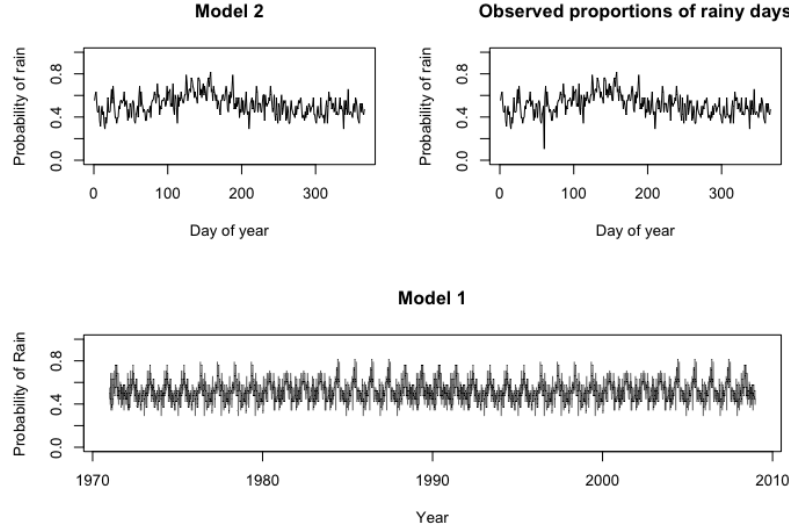 Model 2
Observed proportions of rainy days
Probability of rain
0.0
0.4
0.8
0
100
200
300
Day of year
Probability of rain
0.0
0.4
0.8
0
100
200
300
Day of year
Model 1
Probability of Rain
0.0
0.4
0.8
1970
1980
1990
2000
2010
Year